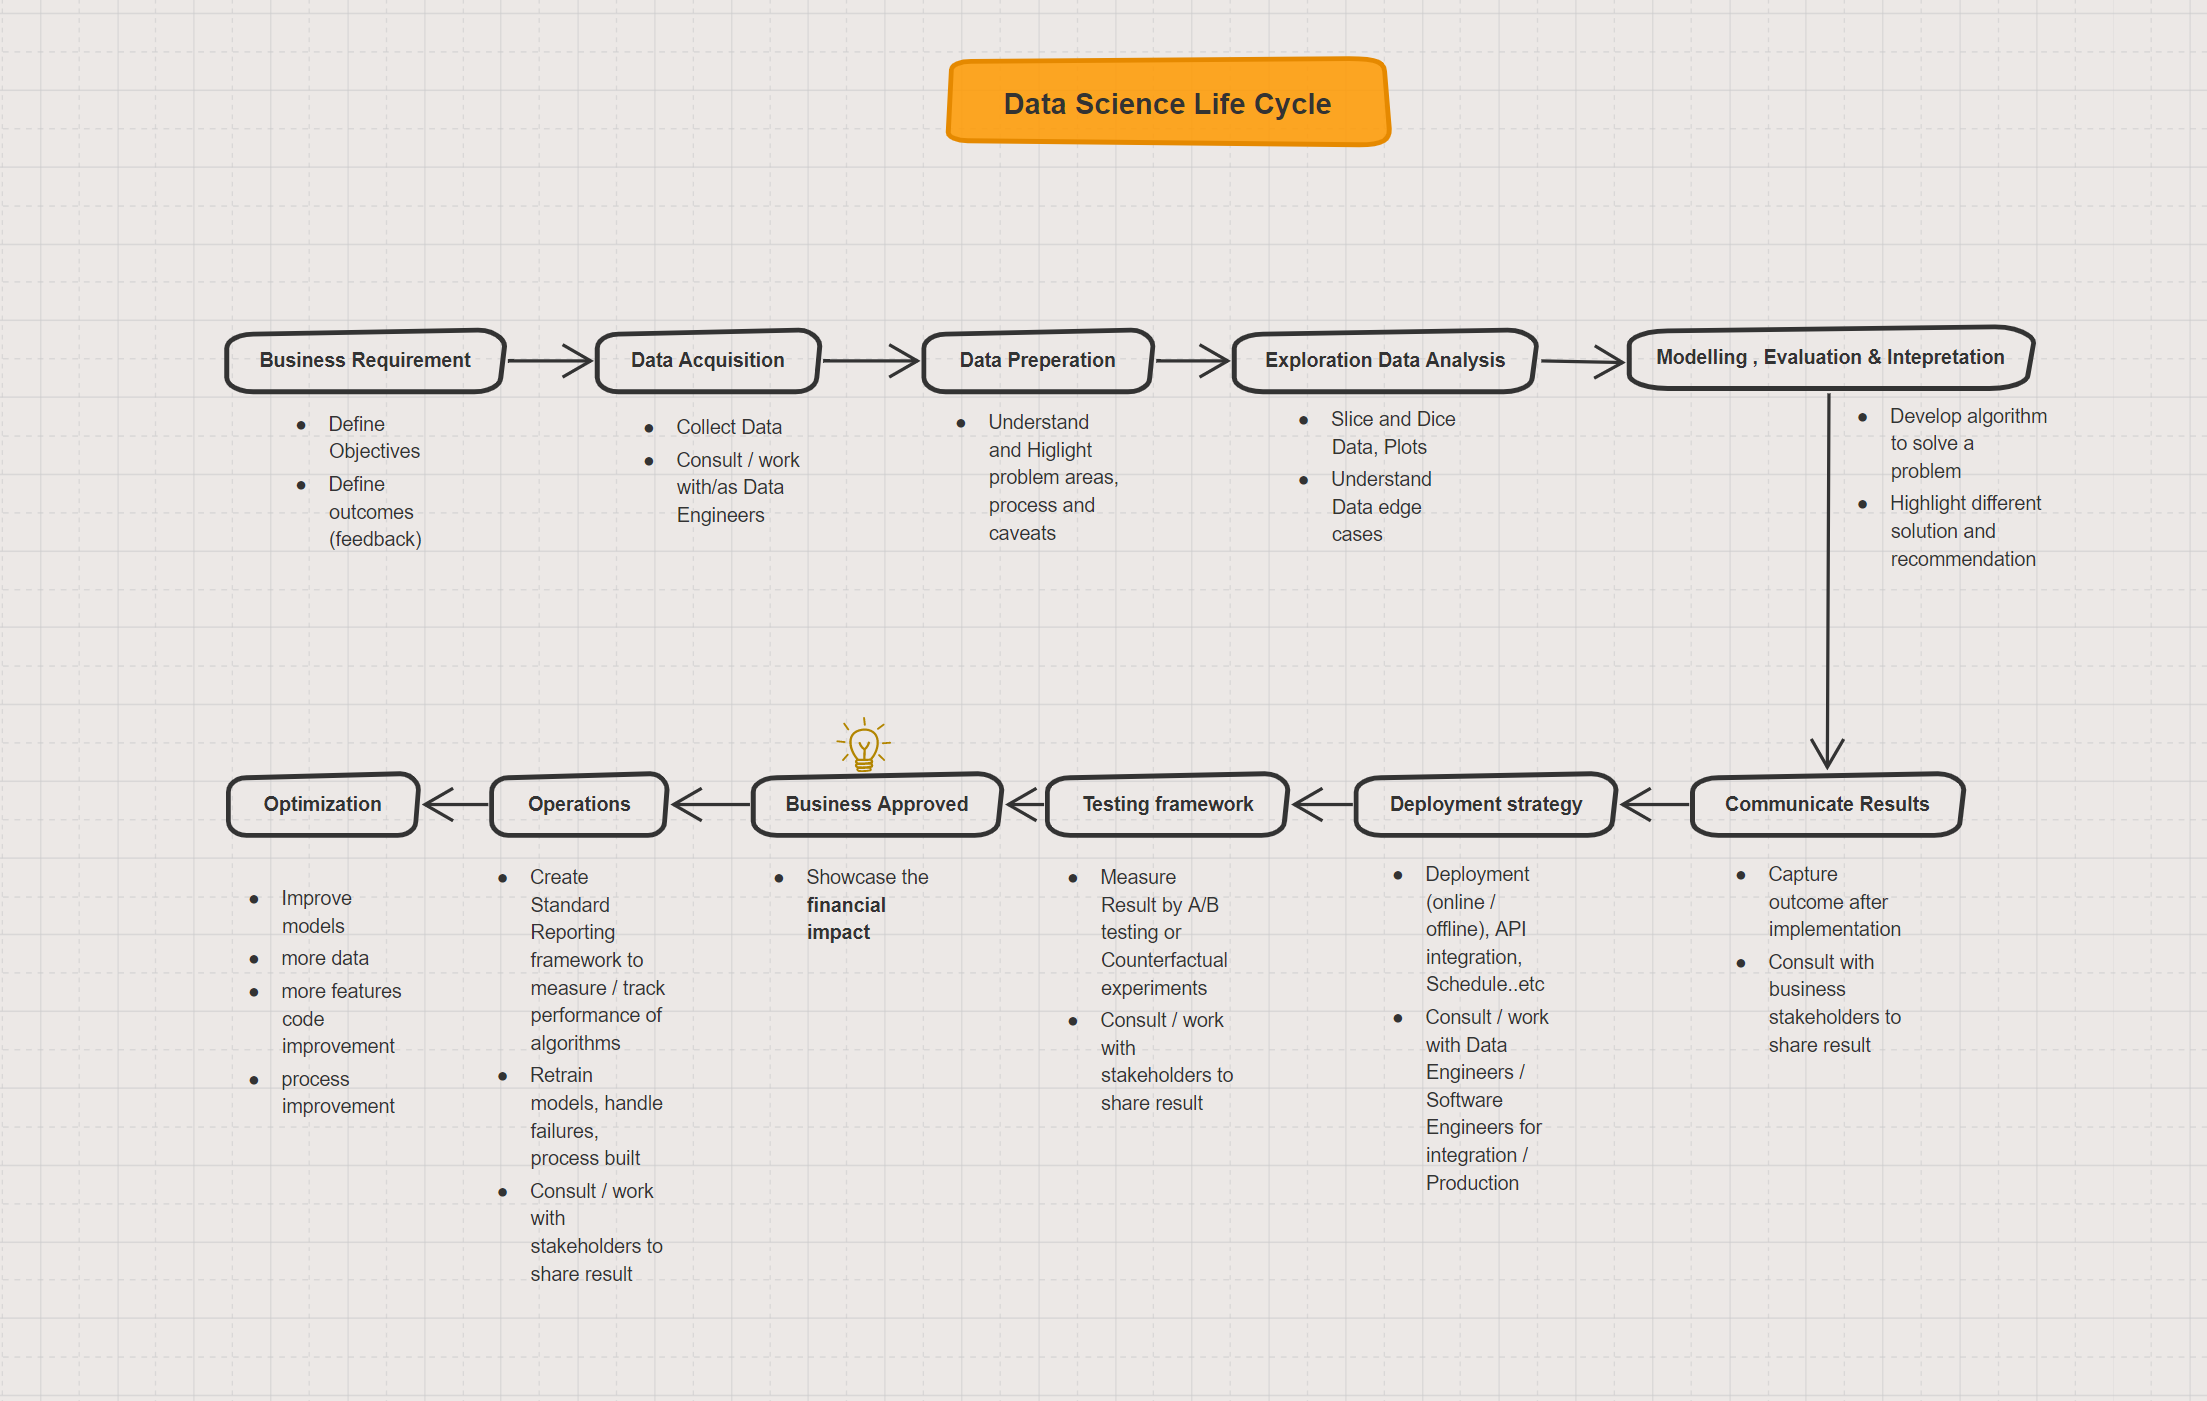 Data Science Life Cycle
Business Requirement
● Define
Objectives
● Define
outcomes
(feedback)
Data Acquisition
● Collect Data
● Consult / work
with/as Data
Engineers
Data Preperation
● Understand
and Higlight
problem areas,
process and
caveats
Exploration Data Analysis
● Slice and Dice
Data, Plots
● Understand
Data edge
cases
Modelling , Evaluation & Intepretation
● Develop algorithm
to solve a
problem
● Highlight different
solution and
recommendation
Communicate Results
● Capture
outcome after
implementation
● Consult with
business
stakeholders to
share result
Deployment strategy
● Deployment
(online /
offline), API
integration,
Schedule..etc
● Consult / work
with Data
Engineers /
Software
Engineers for
integration /
Production
Testing framework
● Measure
Result by A/B
testing or
Counterfactual
experiments
● Consult / work
with
stakeholders to
share result
Business Approved
● Showcase the
financial
impact
Operations
● Create
Standard
Reporting
framework to
measure / track
performance of
algorithms
● Retrain
models, handle
failures,
process built
● Consult / work
with
stakeholders to
share result
Optimization
● Improve
models
● more data
● more features
code
improvement
● process
improvement